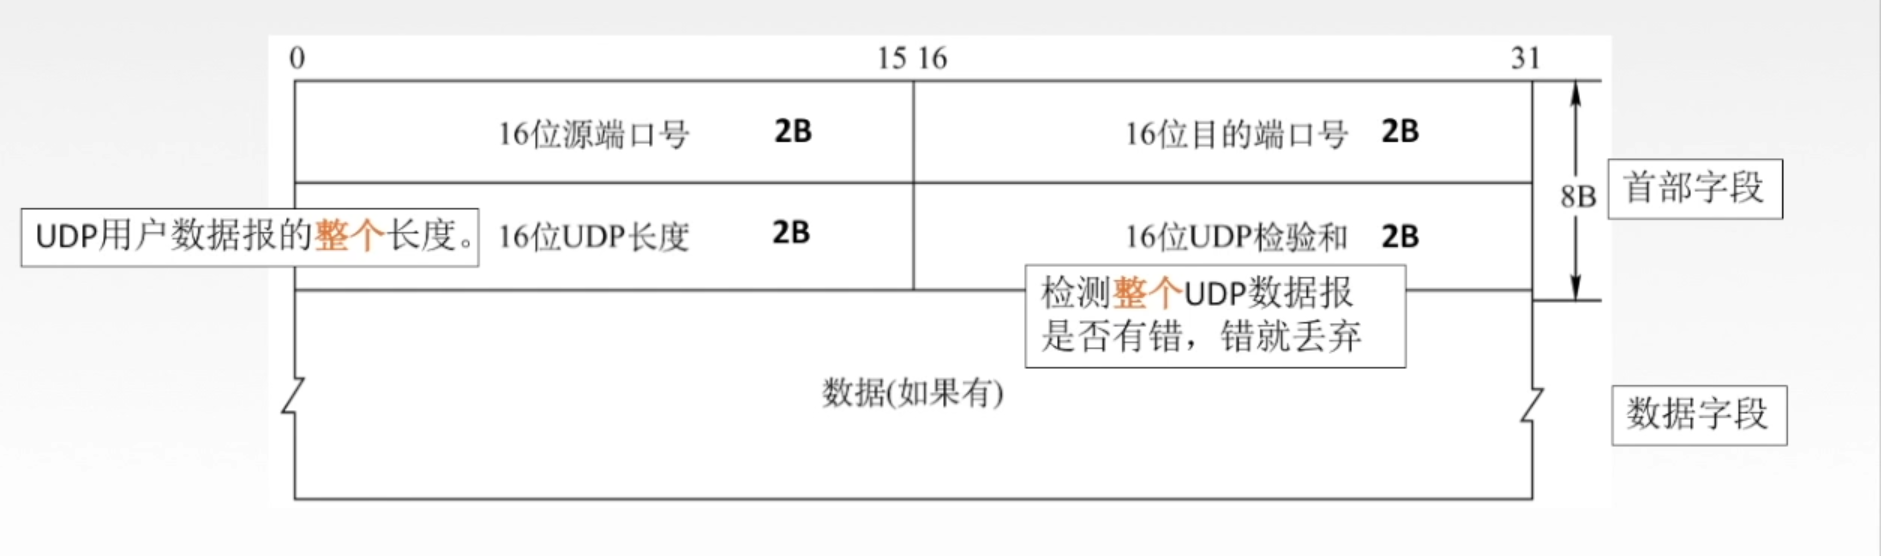 0 15 16 31
16位源端口号 2B 16位目的端口号 2B
8B 首部字段
UDP用户数据报的整个长度。 16位UDP长度 2B 16位UDP检验和 2B
检测整个UDP数据报
是否有错，错就丢弃
数据(如果有)
数据字段